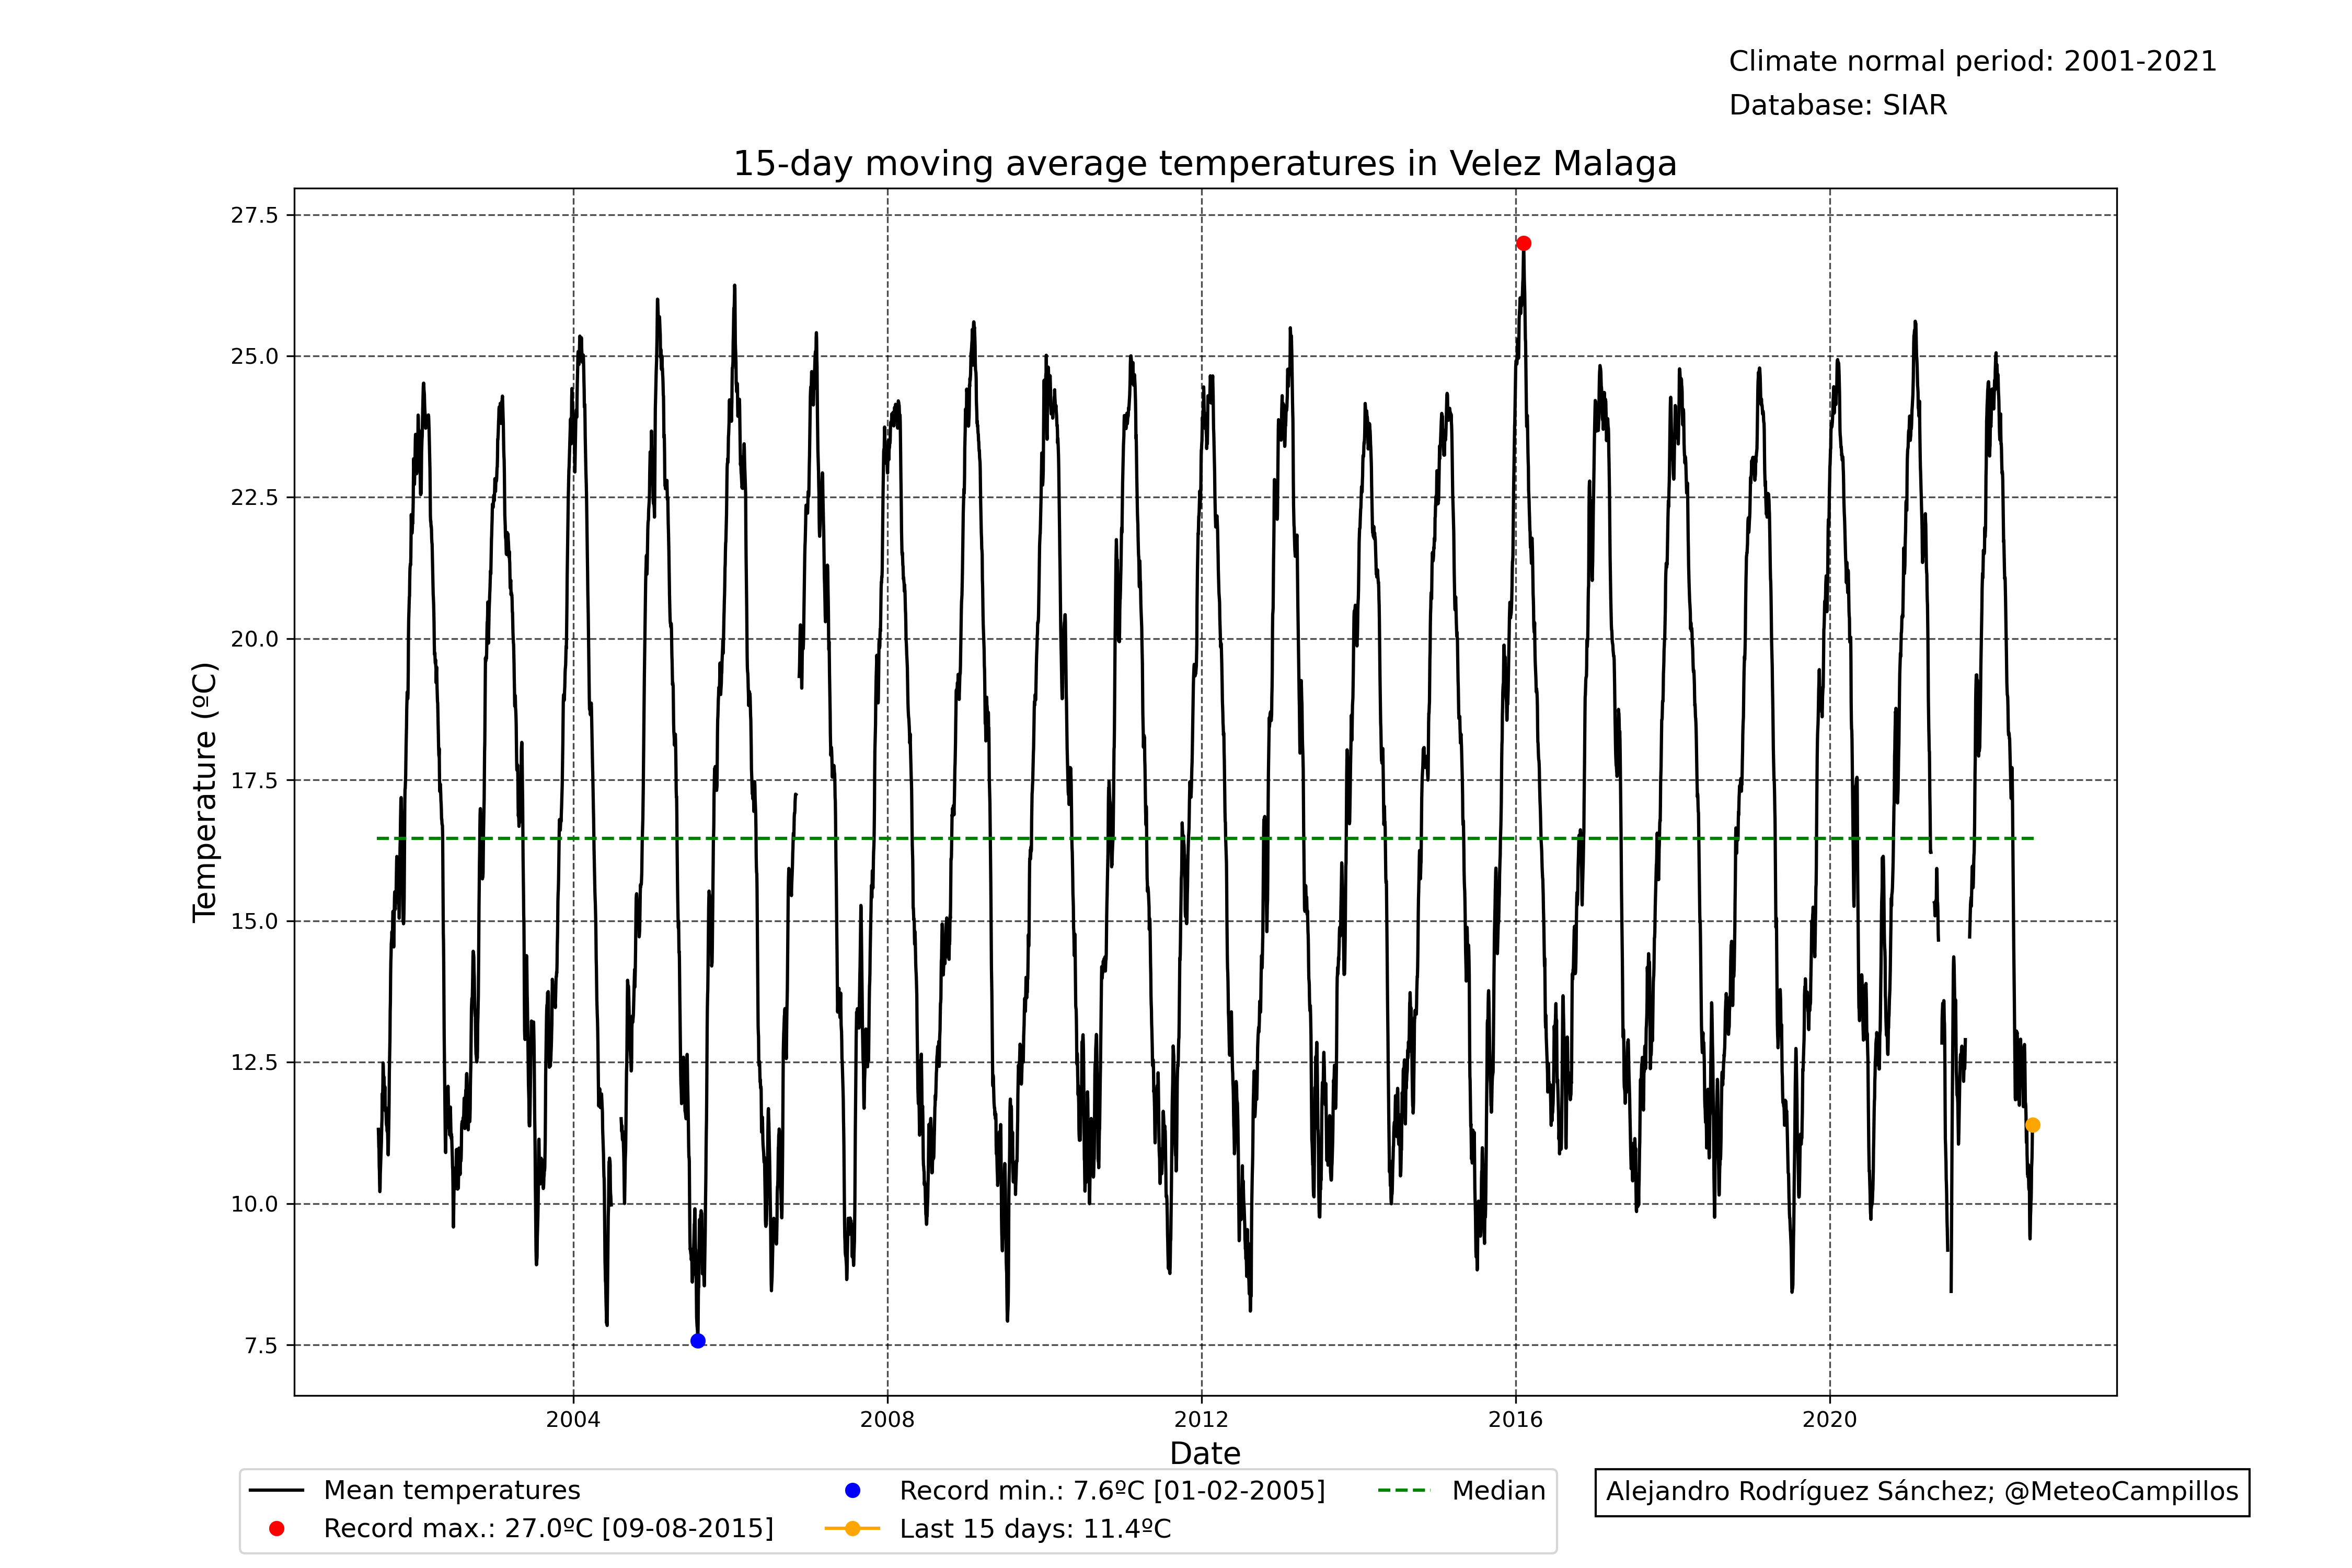 Climate normal period: 2001-2021
Database: SIAR
15-day moving average temperatures in Velez Malaga
27.5
25.0
22.5
20.0
17.5
15.0
12.5
10.0
7.5
Temperature (ºC)
2004 2008 2012 2016 2020
Date
Mean temperatures
Record max.: 27.0ºC [09-08-2015]
Record min.: 7.6ºC [01-02-2005]
Last 15 days: 11.4ºC
Median
Alejandro Rodríguez Sánchez; @MeteoCampillos